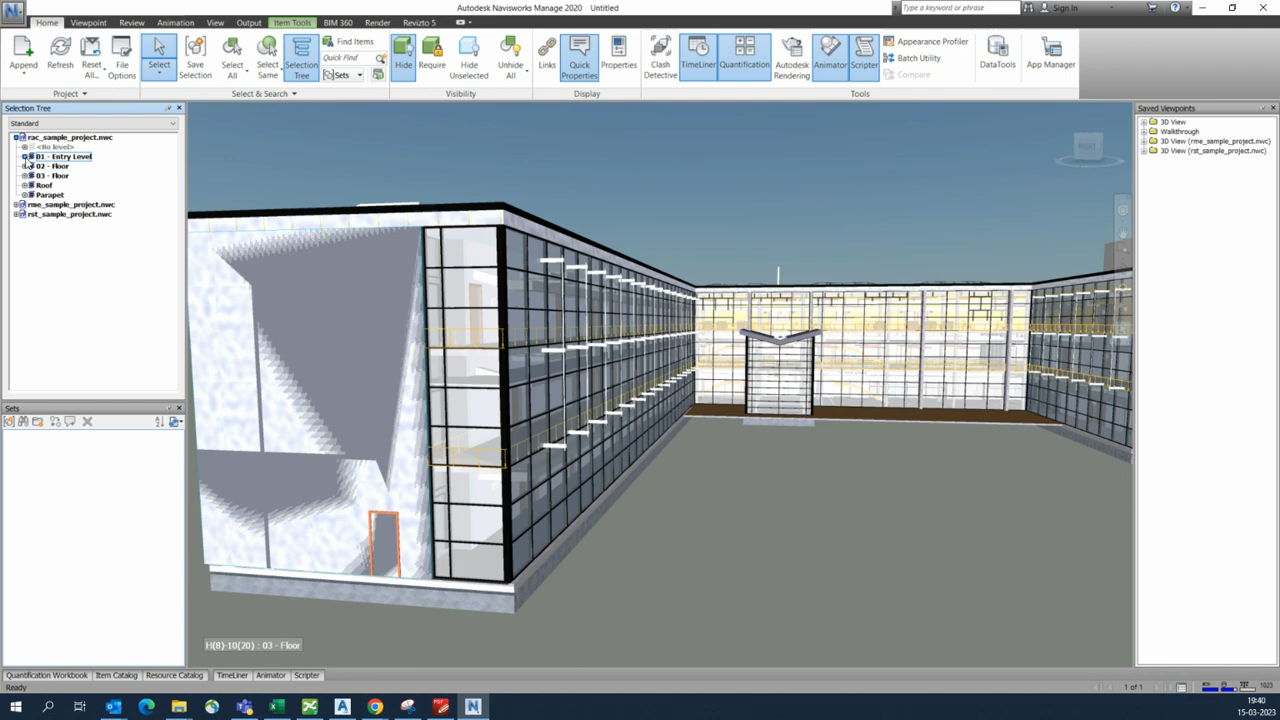 Autodesk Navisworks Manage 2020 Untitled
Type a keyword or phrase
Sign In
Home Viewpoint Review Animation View Output Item Tools BIM 360 Render Revizto 5
Append
Refresh
Reset All...
File Options
Select
Save Selection
Select All
Select Same
Selection Tree
Find Items
Quick Find
Sets
Hide
Require
Hide Unselected
Unhide All
Links
Quick Properties
Properties
Clash Detective
TimeLiner
Quantification
Autodesk Rendering
Animator
Scripter
Appearance Profiler
Batch Utility
Compare
DataTools
App Manager
Project Select & Search Visibility Display Tools
Selection Tree
Standard
rac_sample_project.nwc
<No level>
01 - Entry Level
02 - Floor
03 - Floor
Roof
Parapet
rme_sample_project.nwc
rst_sample_project.nwc
Sets
Saved Viewpoints
3D View
Walkthrough
3D View (rme_sample_project.nwc)
3D View (rst_sample_project.nwc)
H(8)-10(20) : 03 - Floor
Quantification Workbook Item Catalog Resource Catalog TimeLiner Animator Scripter
Ready
1 of 1
1023
19:40
15-03-2023